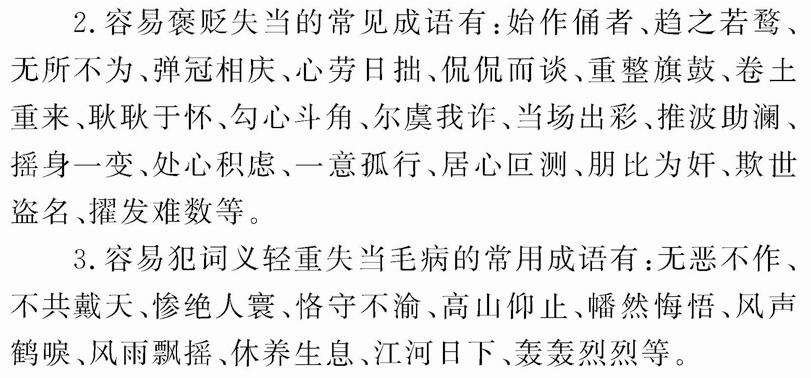 2.容易褒贬失当的常见成语有:始作俑者、趋之若鹜、
无所不为、弹冠相庆、心劳日拙、侃侃而谈、重整旗鼓、卷土
重来、耿耿于怀、勾心斗角、尔虞我诈、当场出彩、推波助澜、
摇身一变、处心积虑、一意孤行、居心叵测、朋比为奸、欺世
盗名、擢发难数等。
3.容易犯词义轻重失当毛病的常用成语有:无恶不作、
不共戴天、惨绝人寰、恪守不渝、高山仰止、幡然悔悟、风声
鹤唳、风雨飘摇、休养生息、江河日下、轰轰烈烈等。